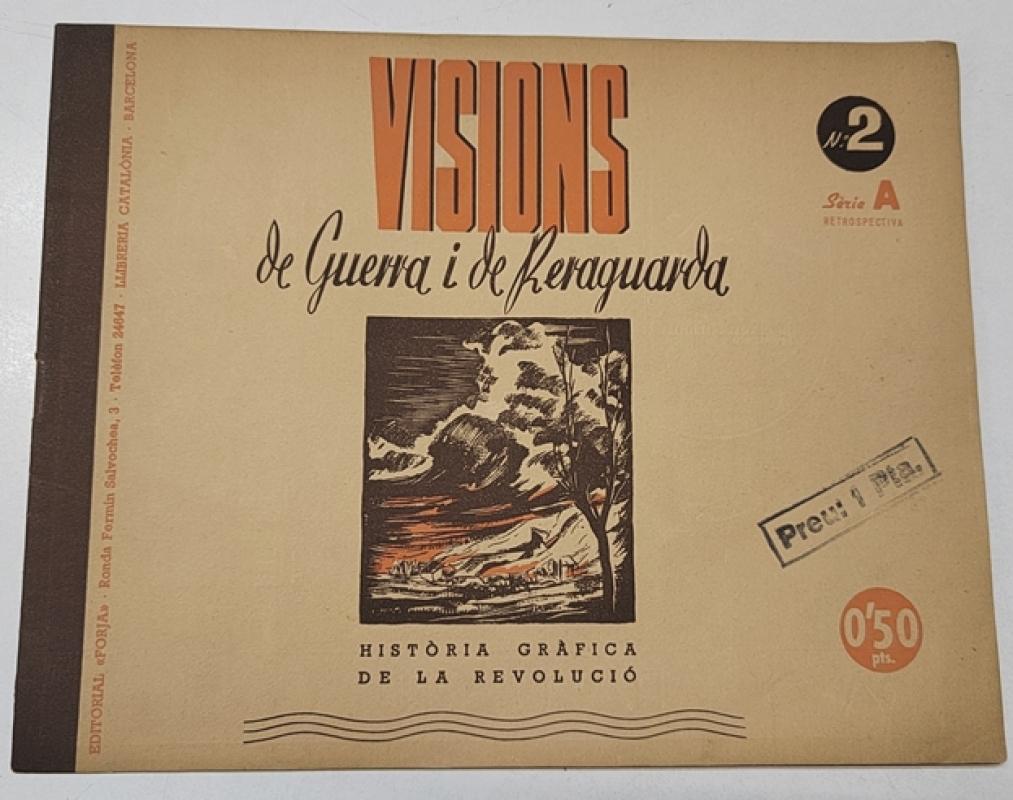 VISIONS
de Guerra i de Reraguarda
Nº 2
Sèrie A
RETROSPECTIVA
HISTÒRIA GRÀFICA
DE LA REVOLUCIÓ
Preu: 1 Pta.
0'50
pts.
EDITORIAL «FORJA» · Ronda Fermín Salvochea, 3 · Telèfon 24647 · LLIBRERIA CATALÒNIA · BARCELONA